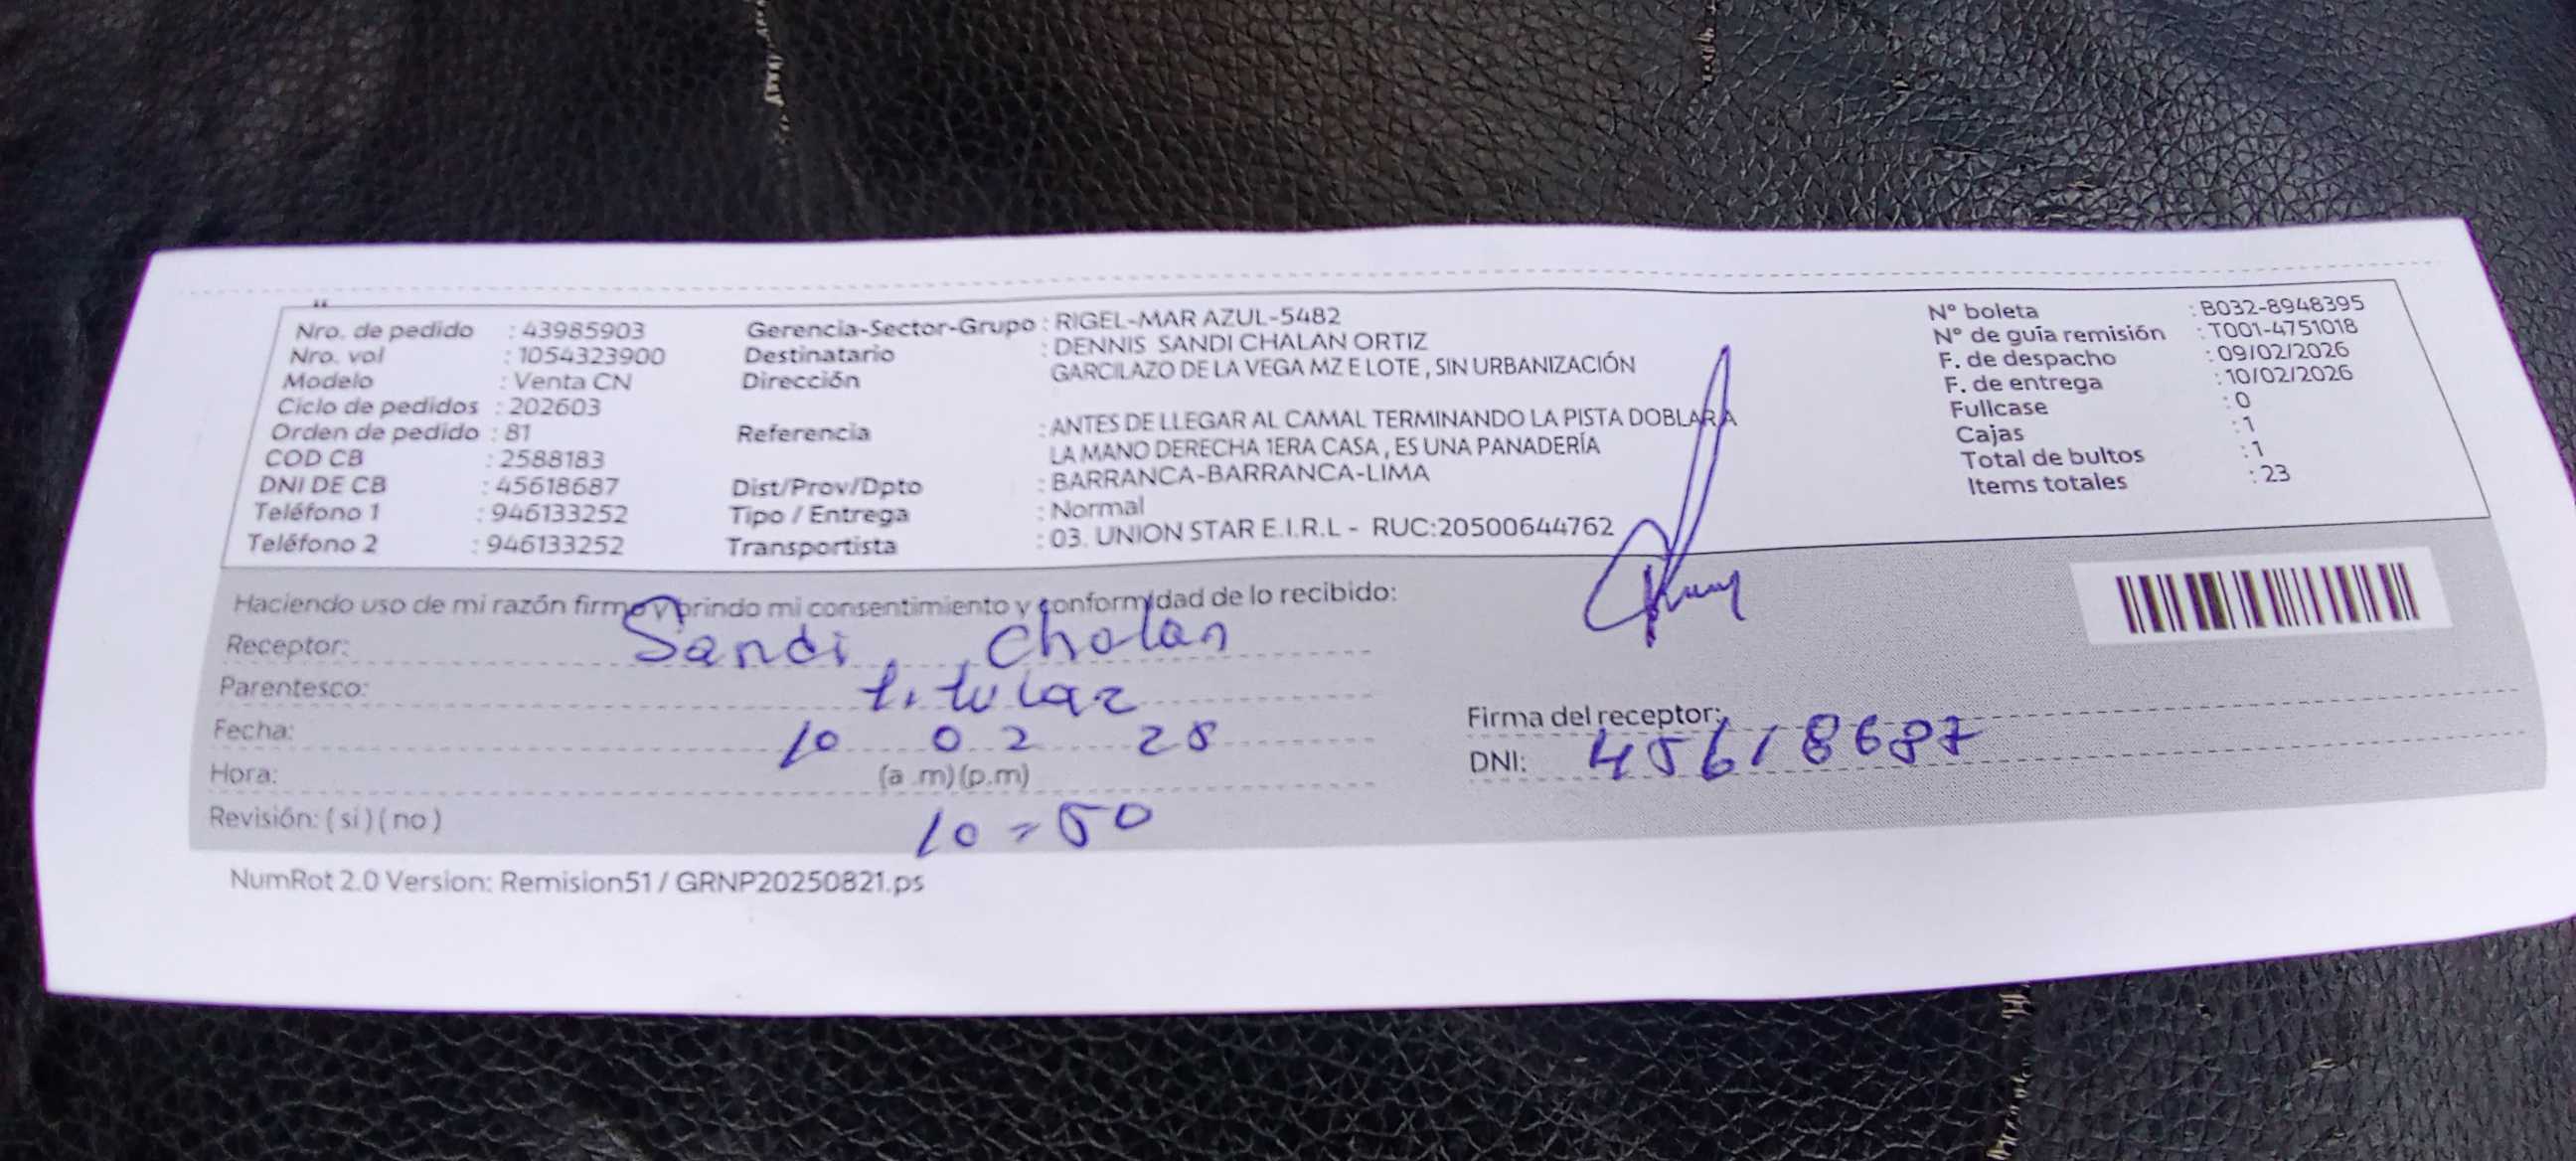 Nro. de pedido : 43985903
Nro. vol : 1054323900
Modelo : Venta CN
Ciclo de pedidos : 202603
Orden de pedido : 81
COD CB : 2588183
DNI DE CB : 45618687
Teléfono 1 : 946133252
Teléfono 2 : 946133252
Gerencia-Sector-Grupo : RIGEL-MAR AZUL-5482
Destinatario : DENNIS SANDI CHALAN ORTIZ
Dirección GARCILAZO DE LA VEGA MZ E LOTE , SIN URBANIZACIÓN
Referencia : ANTES DE LLEGAR AL CAMAL TERMINANDO LA PISTA DOBLAR A
LA MANO DERECHA 1ERA CASA , ES UNA PANADERÍA
Dist/Prov/Dpto : BARRANCA-BARRANCA-LIMA
Tipo / Entrega : Normal
Transportista : 03. UNION STAR E.I.R.L - RUC:20500644762
N° boleta : B032-8948395
N° de guía remisión : T001-4751018
F. de despacho : 09/02/2026
F. de entrega : 10/02/2026
Fullcase : 0
Cajas : 1
Total de bultos : 1
Items totales : 23
Haciendo uso de mi razón firmo y brindo mi consentimiento y conformidad de lo recibido:
Receptor: Sandi Chalan
Parentesco: titular
Fecha: 10 02 28
Hora: (a .m)(p.m)
Revisión: ( si ) ( no ) 10 - 50
Firma del receptor:
DNI: 45618687
NumRot 2.0 Version: Remision51 / GRNP20250821.ps